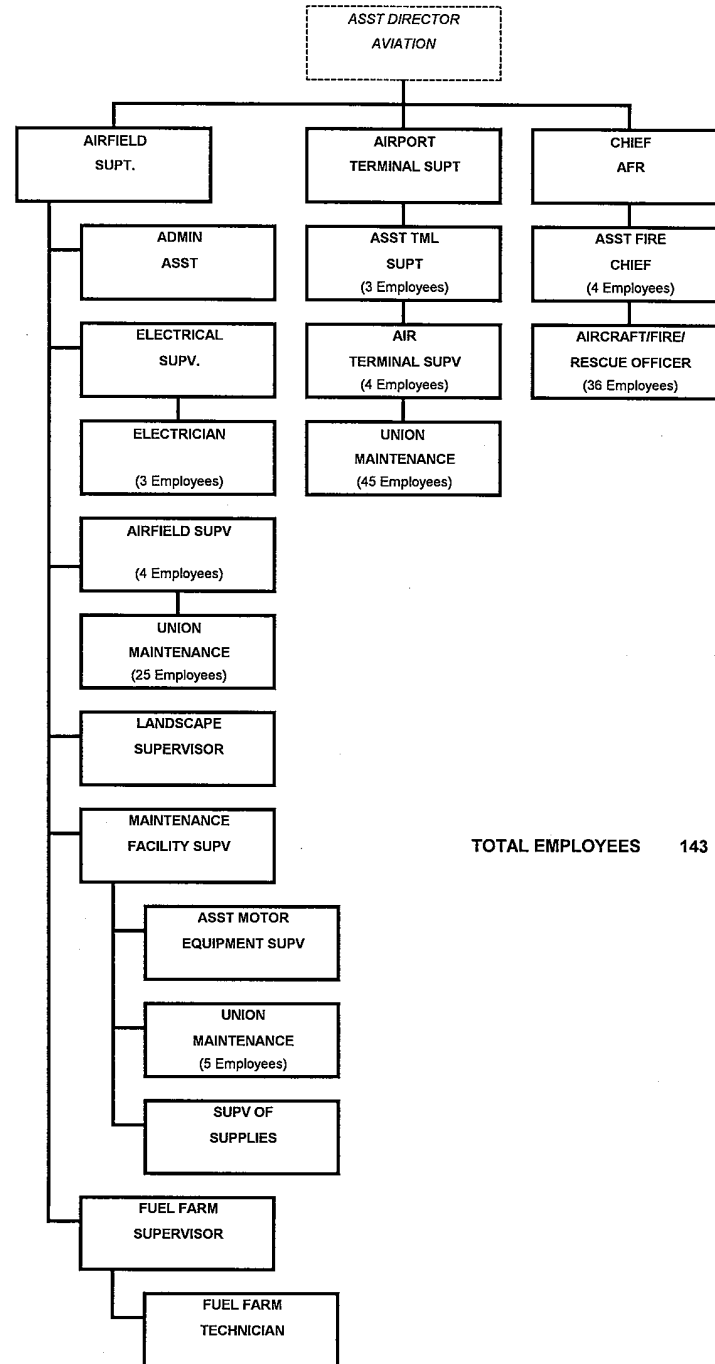 ASST DIRECTOR
AVIATION
AIRFIELD
SUPT.
AIRPORT
TERMINAL SUPT
CHIEF
AFR
ADMIN
ASST
ASST TML
SUPT
(3 Employees)
ASST FIRE
CHIEF
(4 Employees)
ELECTRICAL
SUPV.
AIR
TERMINAL SUPV
(4 Employees)
AIRCRAFT/FIRE/
RESCUE OFFICER
(36 Employees)
ELECTRICIAN
(3 Employees)
UNION
MAINTENANCE
(45 Employees)
AIRFIELD SUPV
(4 Employees)
UNION
MAINTENANCE
(25 Employees)
LANDSCAPE
SUPERVISOR
MAINTENANCE
FACILITY SUPV
TOTAL EMPLOYEES 143
ASST MOTOR
EQUIPMENT SUPV
UNION
MAINTENANCE
(5 Employees)
SUPV OF
SUPPLIES
FUEL FARM
SUPERVISOR
FUEL FARM
TECHNICIAN